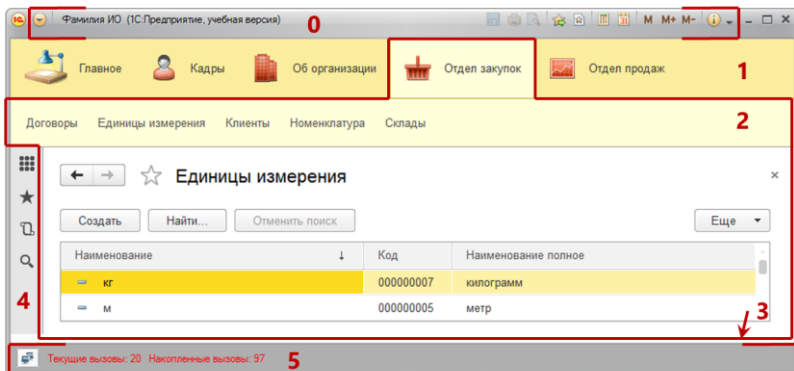 Фамилия ИО (1С:Предприятие, учебная версия) 0 M M+ M-
Главное Кадры Об организации Отдел закупок Отдел продаж 1
Договоры Единицы измерения Клиенты Номенклатура Склады 2
Единицы измерения
Создать Найти... Отменить поиск Еще
Наименование ↓ Код Наименование полное
кг 000000007 килограмм
м 000000005 метр
4 3
Текущие вызовы: 20 Накопленные вызовы: 97 5